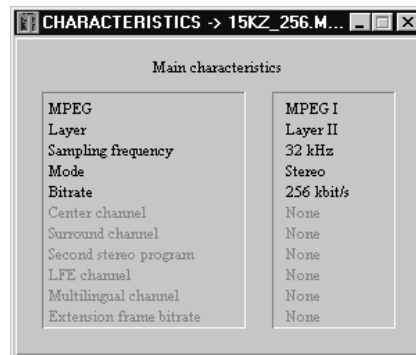 CHARACTERISTICS -> 15KZ_256.M...
Main characteristics
MPEG MPEG I
Layer Layer II
Sampling frequency 32 kHz
Mode Stereo
Bitrate 256 kbit/s
Center channel None
Surround channel None
Second stereo program None
LFE channel None
Multilingual channel None
Extension frame bitrate None